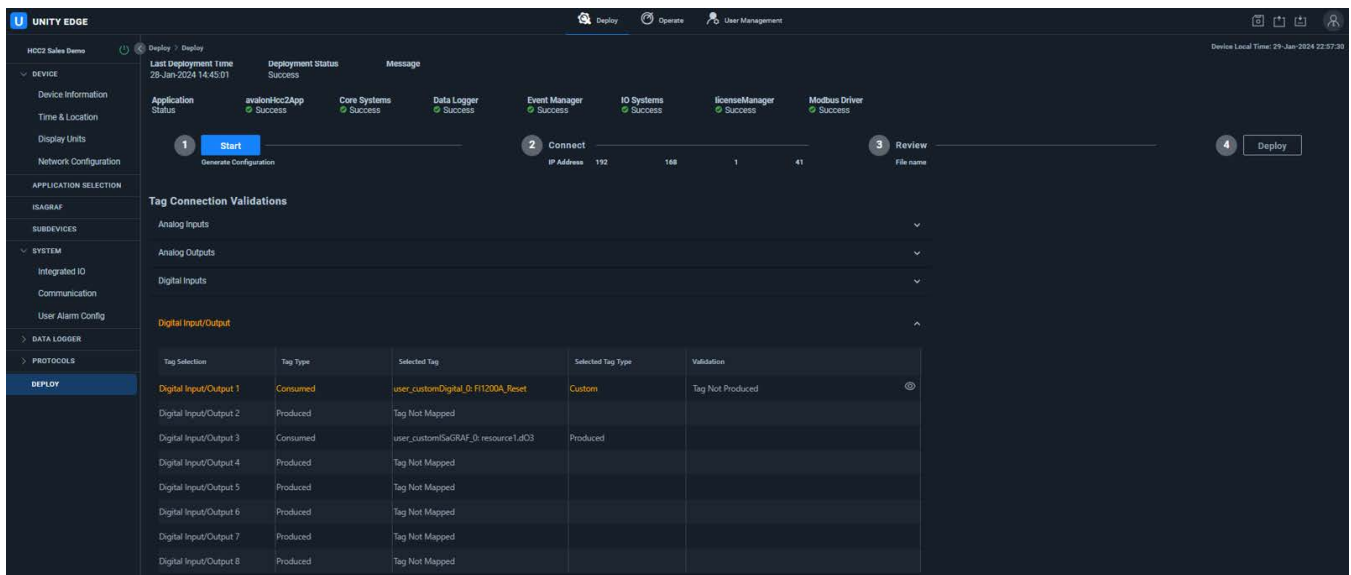 U UNITY EDGE Deploy Operate User Management
HCC2 Sales Demo Deploy > Deploy Device Local Time: 29-Jan-2024 22:57:30
Last Deployment Time Deployment Status Message
28-Jan-2024 14:45:01 Success
Application avalonHcc2App Core Systems Data Logger Event Manager IO Systems licenseManager Modbus Driver
Status Success Success Success Success Success Success Success
1 Start 2 Connect 3 Review 4 Deploy
Generate Configuration IP Address 192 168 1 41 File name
DEVICE
Device Information
Time & Location
Display Units
Network Configuration
APPLICATION SELECTION
ISAGRAF
SUBDEVICES
SYSTEM
Integrated IO
Communication
User Alarm Config
DATA LOGGER
PROTOCOLS
DEPLOY
Tag Connection Validations
Analog Inputs
Analog Outputs
Digital Inputs
Digital Input/Output
Tag Selection Tag Type Selected Tag Selected Tag Type Validation
Digital Input/Output 1 Consumed user_customDigital_0: FI1200A_Reset Custom Tag Not Produced
Digital Input/Output 2 Produced Tag Not Mapped
Digital Input/Output 3 Consumed user_customISaGRAF_0: resource1.dO3 Produced
Digital Input/Output 4 Produced Tag Not Mapped
Digital Input/Output 5 Produced Tag Not Mapped
Digital Input/Output 6 Produced Tag Not Mapped
Digital Input/Output 7 Produced Tag Not Mapped
Digital Input/Output 8 Produced Tag Not Mapped